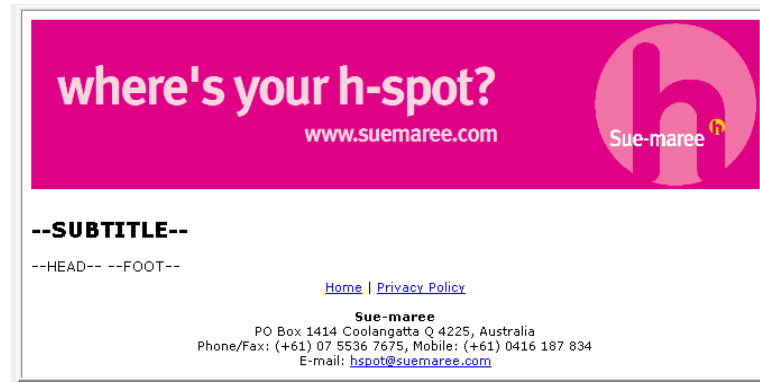 where's your h-spot?
www.suemaree.com
h
Sue-maree h
--SUBTITLE--
--HEAD-- --FOOT--
Home | Privacy Policy
Sue-maree
PO Box 1414 Coolangatta Q 4225, Australia
Phone/Fax: (+61) 07 5536 7675, Mobile: (+61) 0416 187 834
E-mail: hspot@suemaree.com